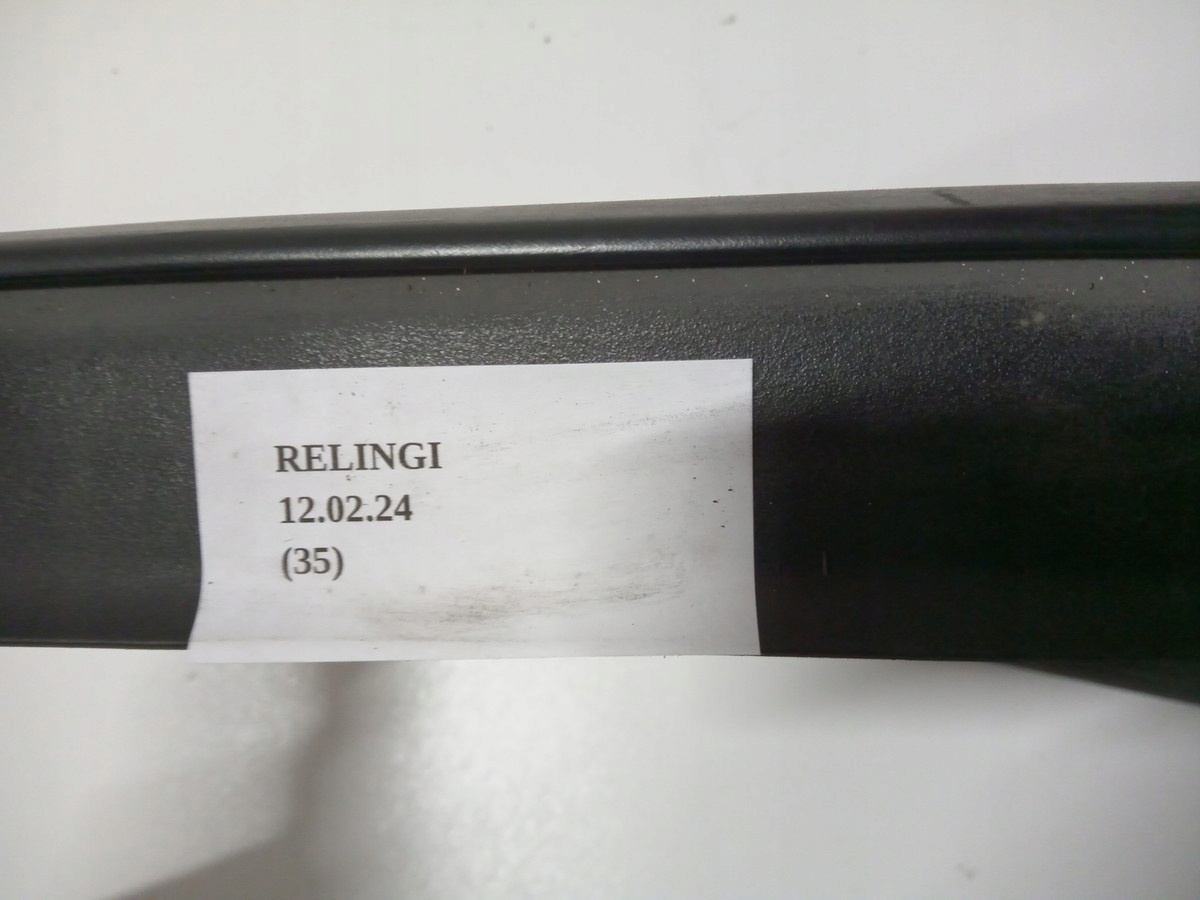 RELINGI
12.02.24
(35)